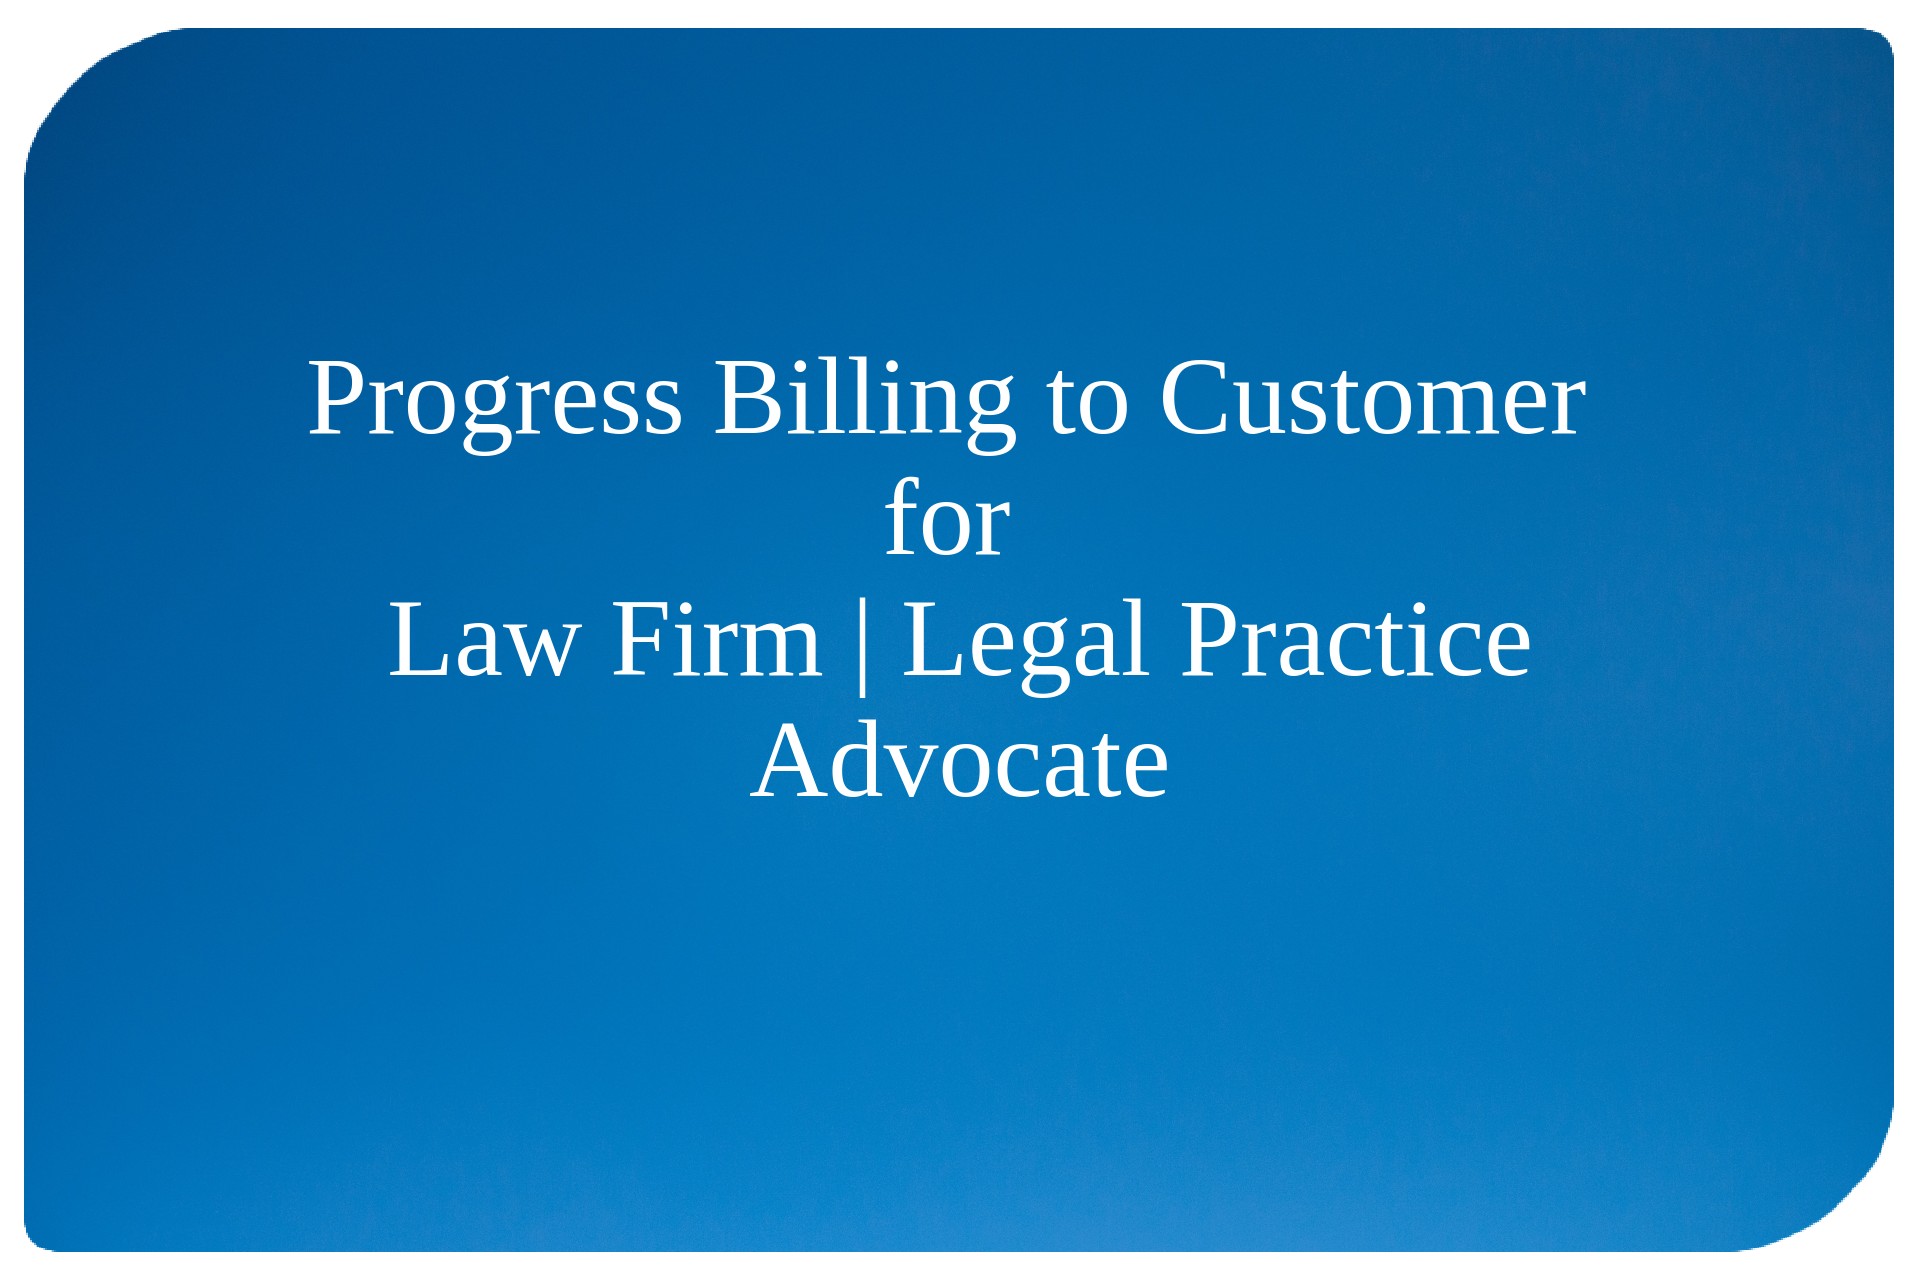 Progress Billing to Customer
for
Law Firm | Legal Practice
Advocate